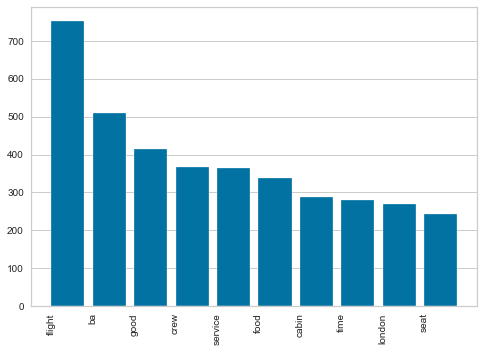 700
600
500
400
300
200
100
0
flight
ba
good
crew
service
food
cabin
time
london
seat